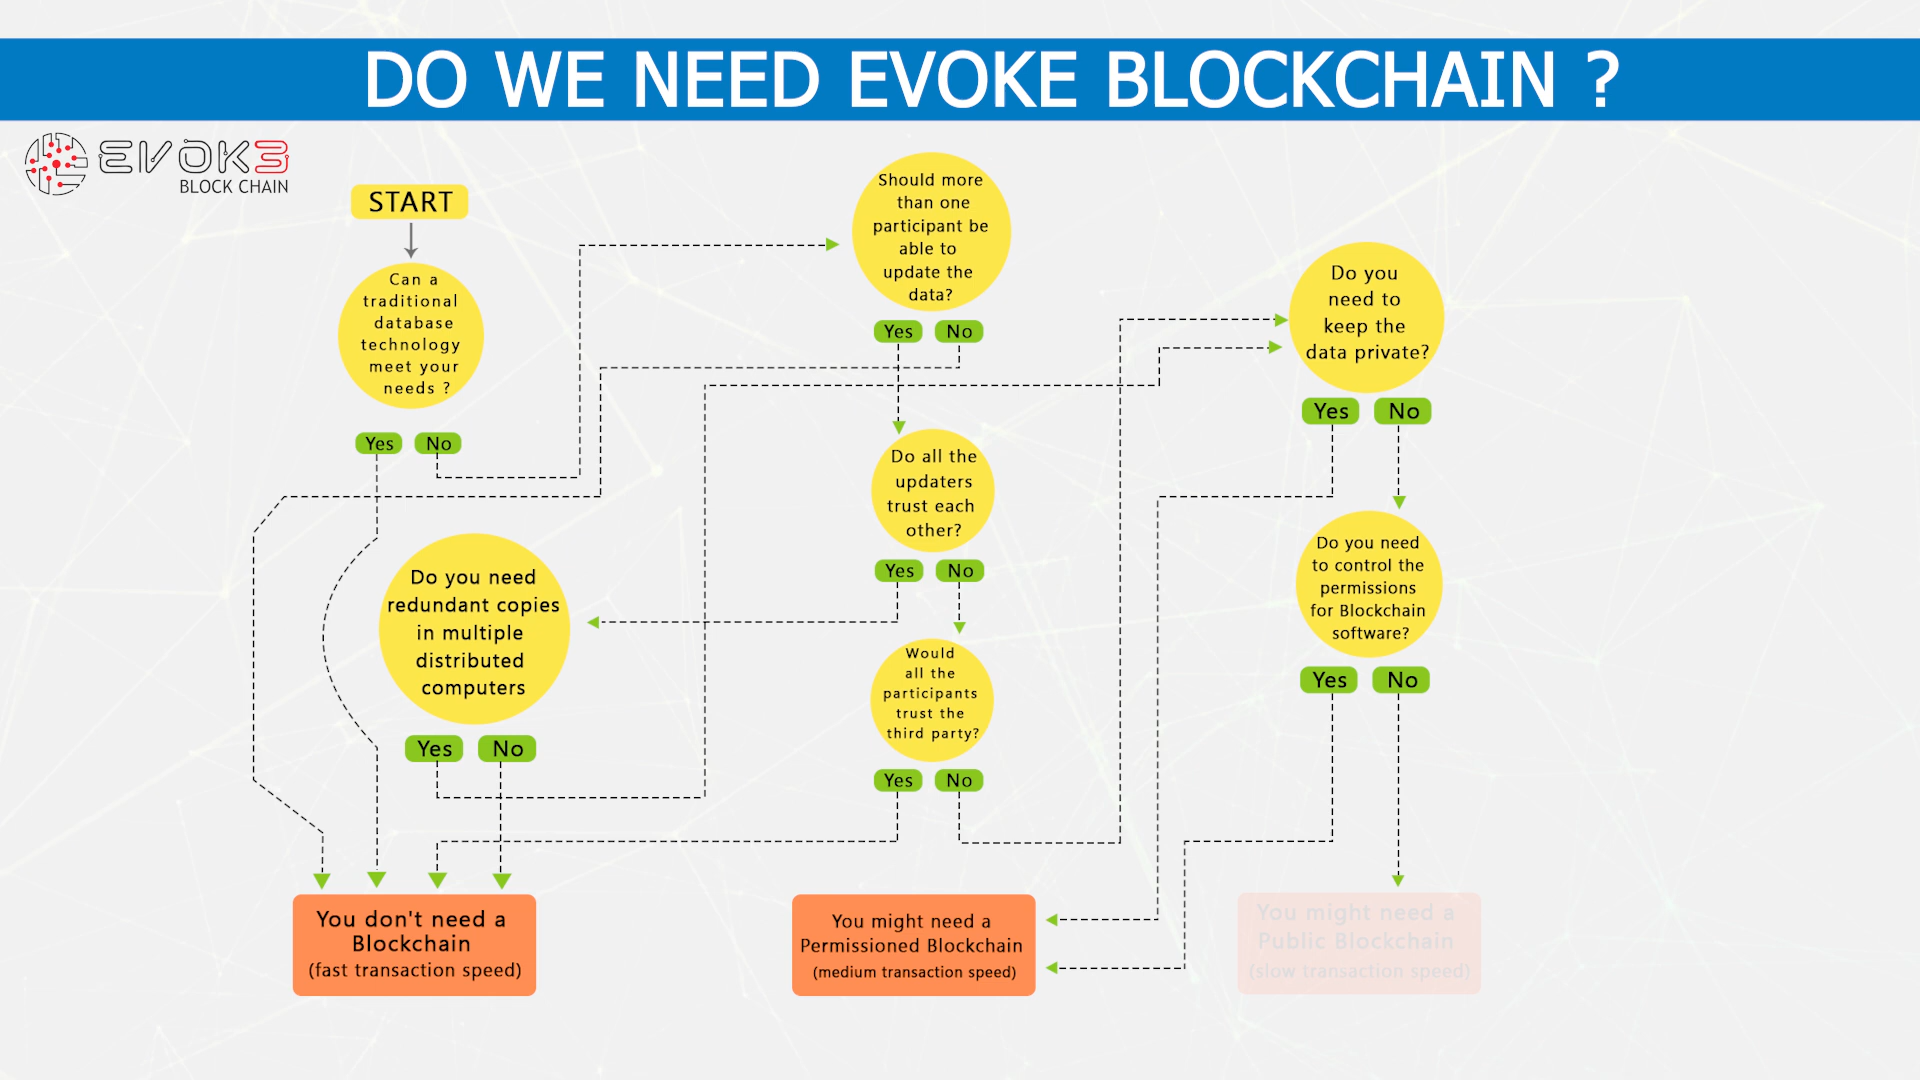 DO WE NEED EVOKE BLOCKCHAIN ?
EVOK3
BLOCK CHAIN
START
Can a
traditional
database
technology
meet your
needs ?
Yes No
Should more
than one
participant be
able to
update the
data?
Yes No
Do you
need to
keep the
data private?
Yes No
Do all the
updaters
trust each
other?
Yes No
Do you need
redundant copies
in multiple
distributed
computers
Yes No
Would
all the
participants
trust the
third party?
Yes No
Do you need
to control the
permissions
for Blockchain
software?
Yes No
You don't need a
Blockchain
(fast transaction speed)
You might need a
Permissioned Blockchain
(medium transaction speed)
You might need a
Public Blockchain
(slow transaction speed)